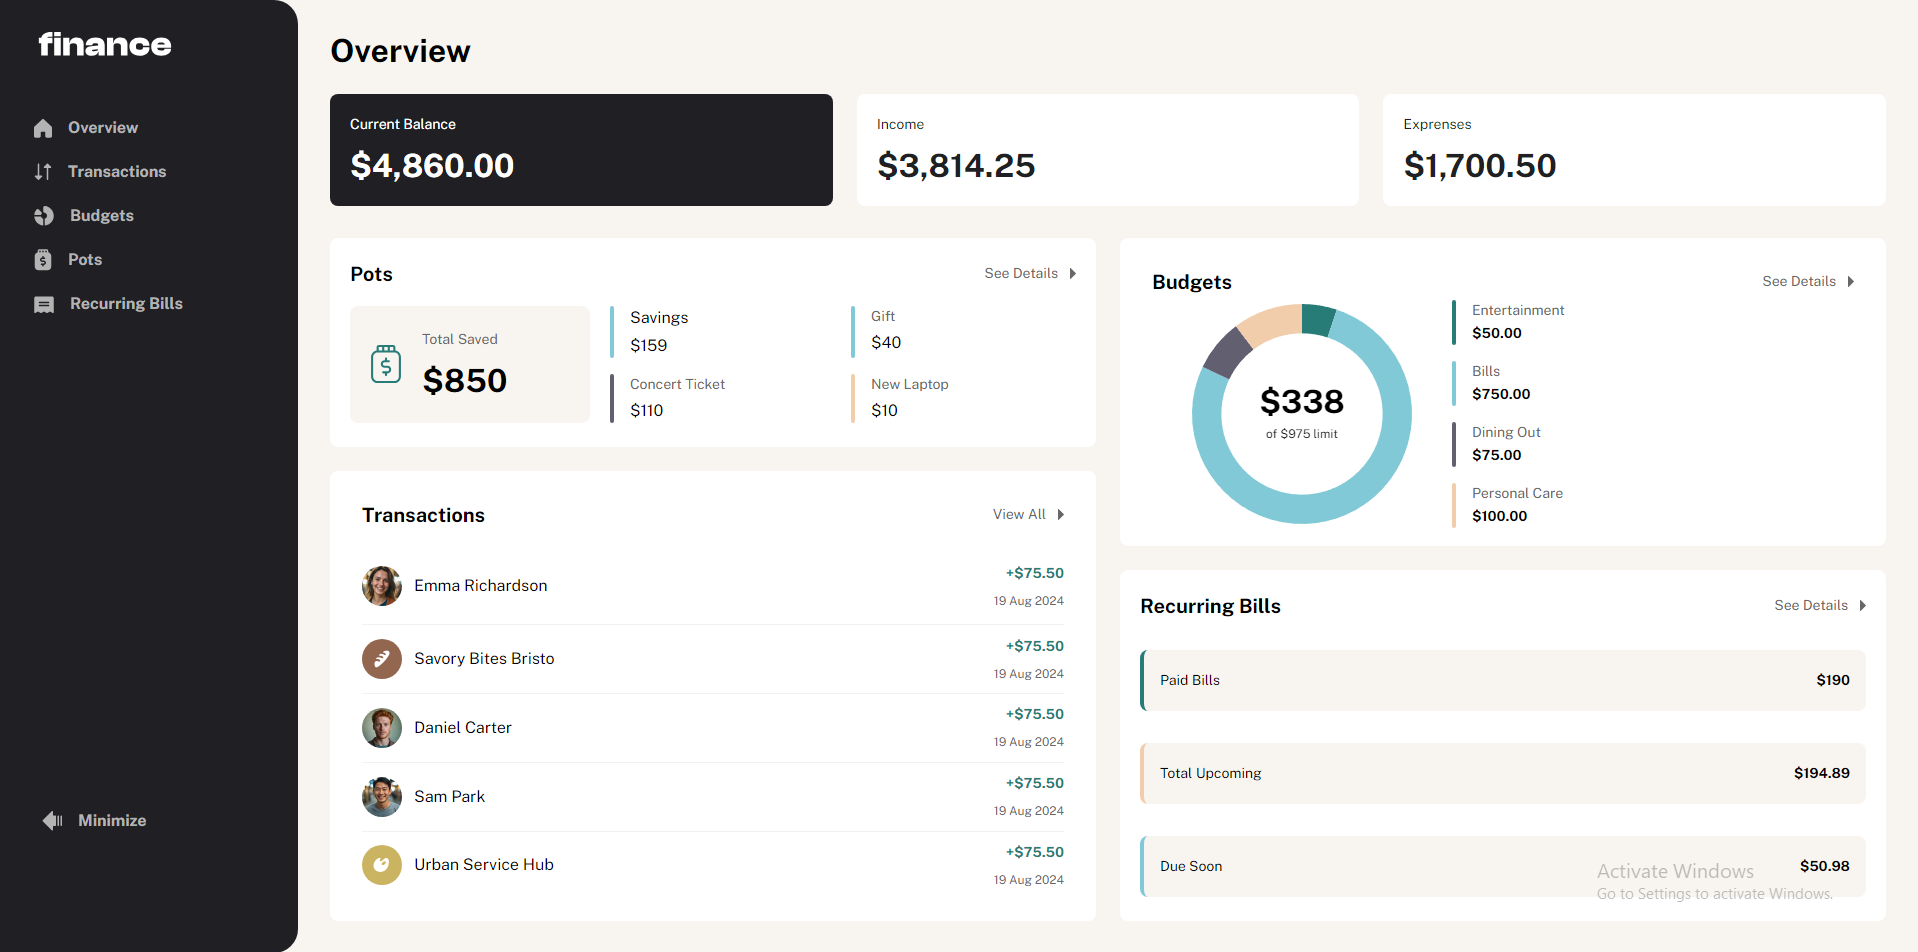 finance
Overview
Transactions
Budgets
Pots
Recurring Bills
Minimize
Overview
Current Balance
$4,860.00
Income
$3,814.25
Exprenses
$1,700.50
Pots
See Details
Total Saved
$850
Savings
$159
Gift
$40
Concert Ticket
$110
New Laptop
$10
Transactions
View All
Emma Richardson
+$75.50
19 Aug 2024
Savory Bites Bristo
+$75.50
19 Aug 2024
Daniel Carter
+$75.50
19 Aug 2024
Sam Park
+$75.50
19 Aug 2024
Urban Service Hub
+$75.50
19 Aug 2024
Budgets
See Details
$338
of $975 limit
Entertainment
$50.00
Bills
$750.00
Dining Out
$75.00
Personal Care
$100.00
Recurring Bills
See Details
Paid Bills
$190
Total Upcoming
$194.89
Due Soon
$50.98
Activate Windows
Go to Settings to activate Windows.